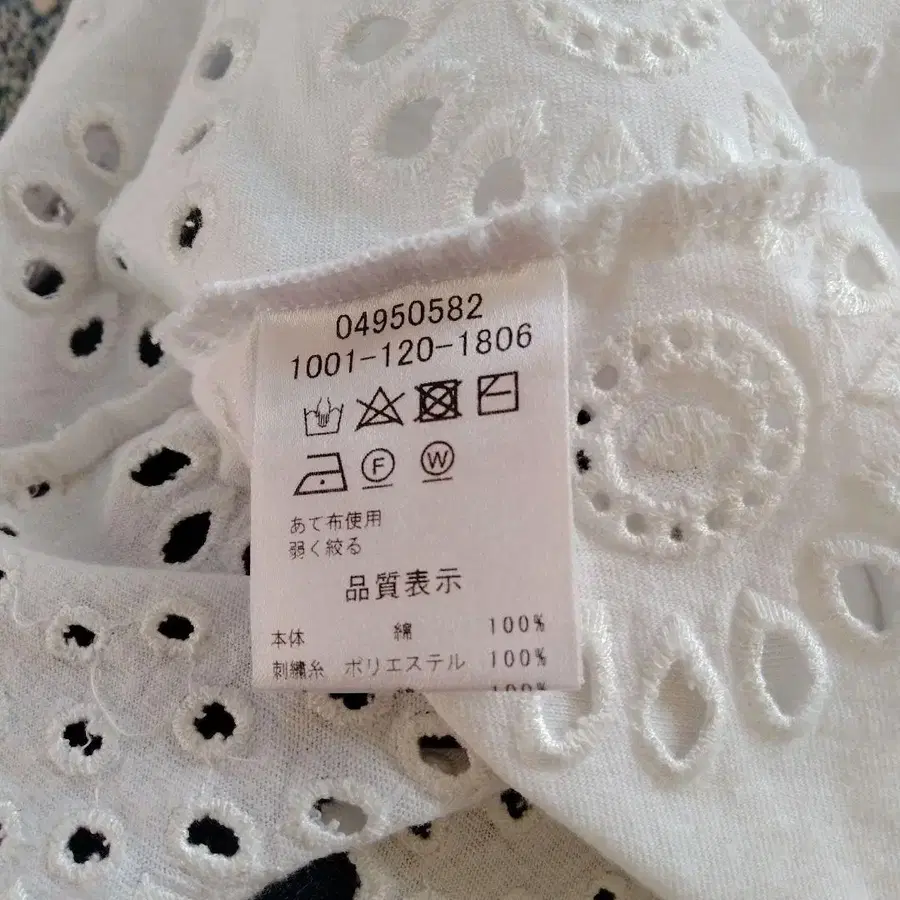 04950582
1001-120-1806
F W
あて布使用
弱く絞る
品質表示
本体 綿 100%
刺繍糸 ポリエステル 100%
100%